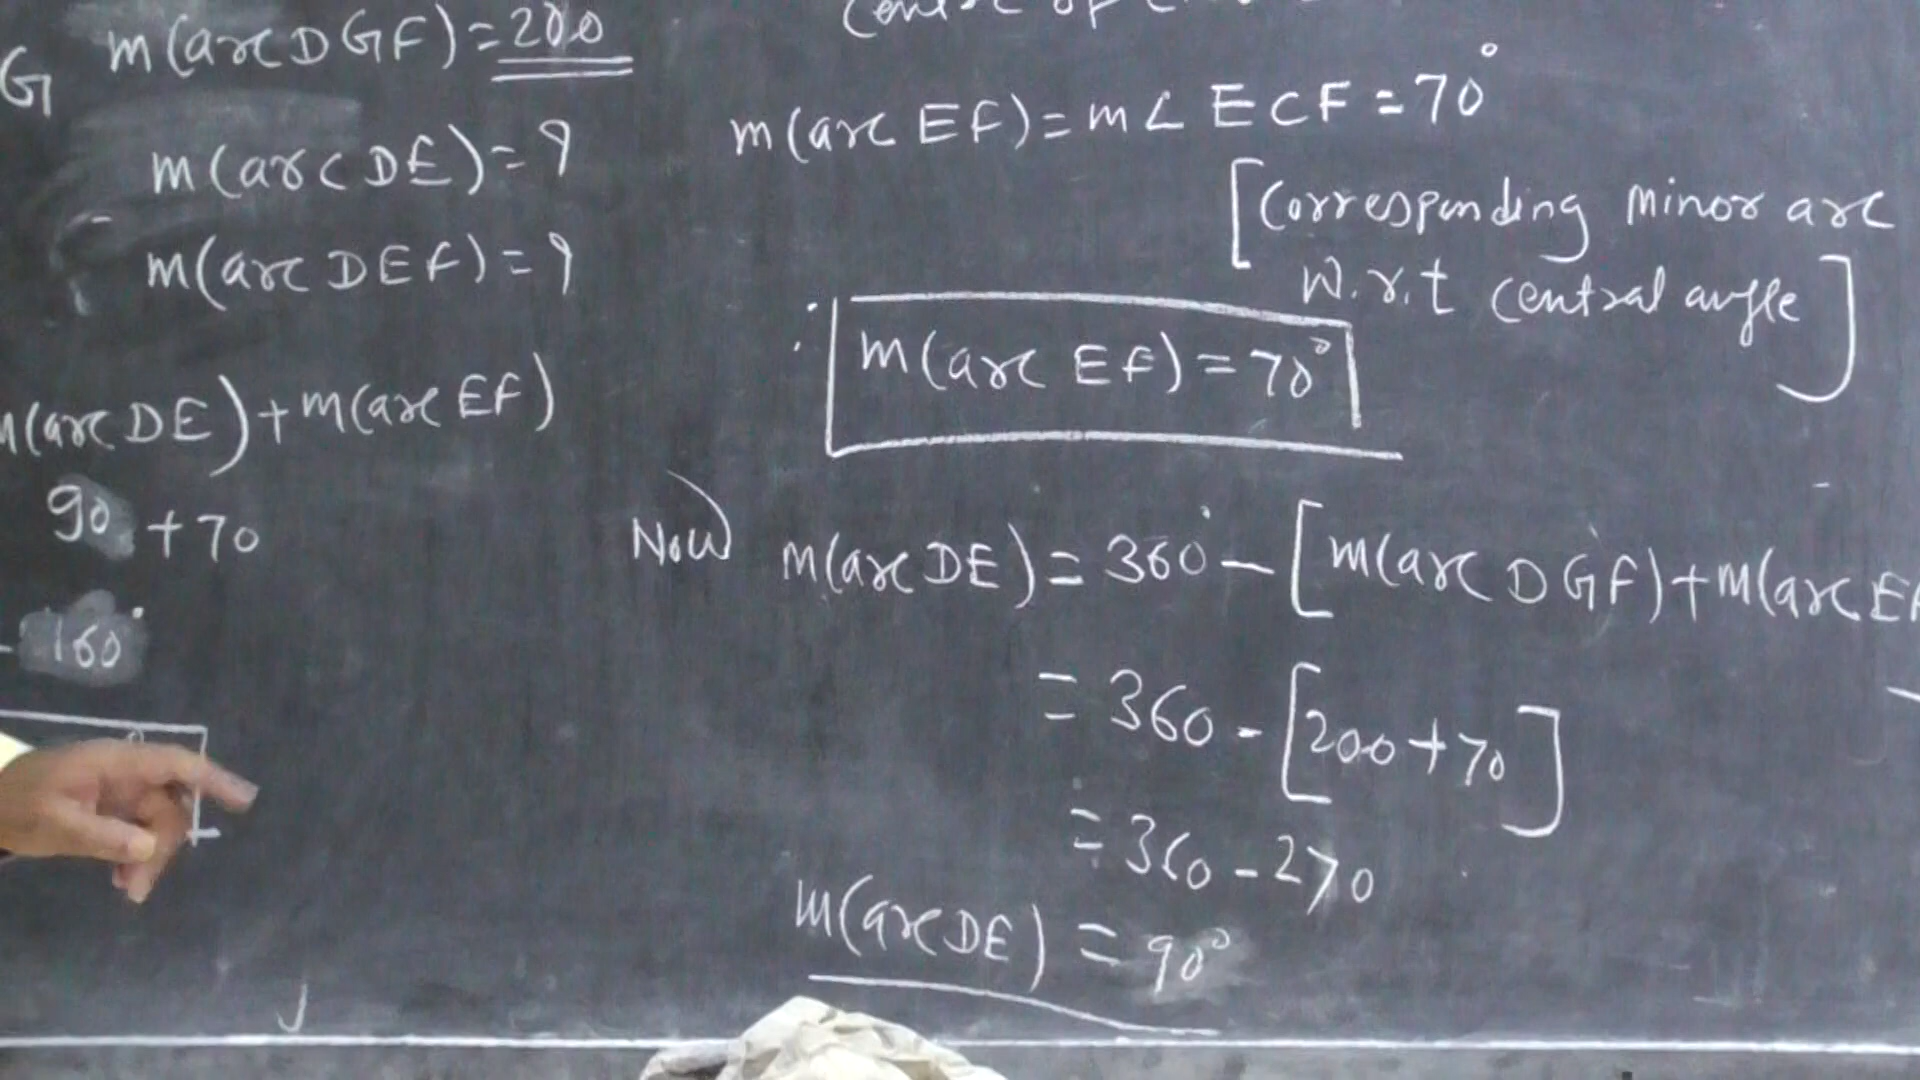 G m(arc DGF)=200
m(arc DE)=?
m(arc DEF)=?
m(arc DE)+m(arc EF)
90 + 70
= 160°
Centre of
m(arc EF)=m∠ ECF = 70°
[Corresponding minor arc
w.r.t central angle]
∴ m(arc EF) = 70°
Now m(arc DE) = 360° - [m(arc DGF)+m(arc EF
= 360 - [200+70]
= 360 - 270
m(arc DE) = 90°